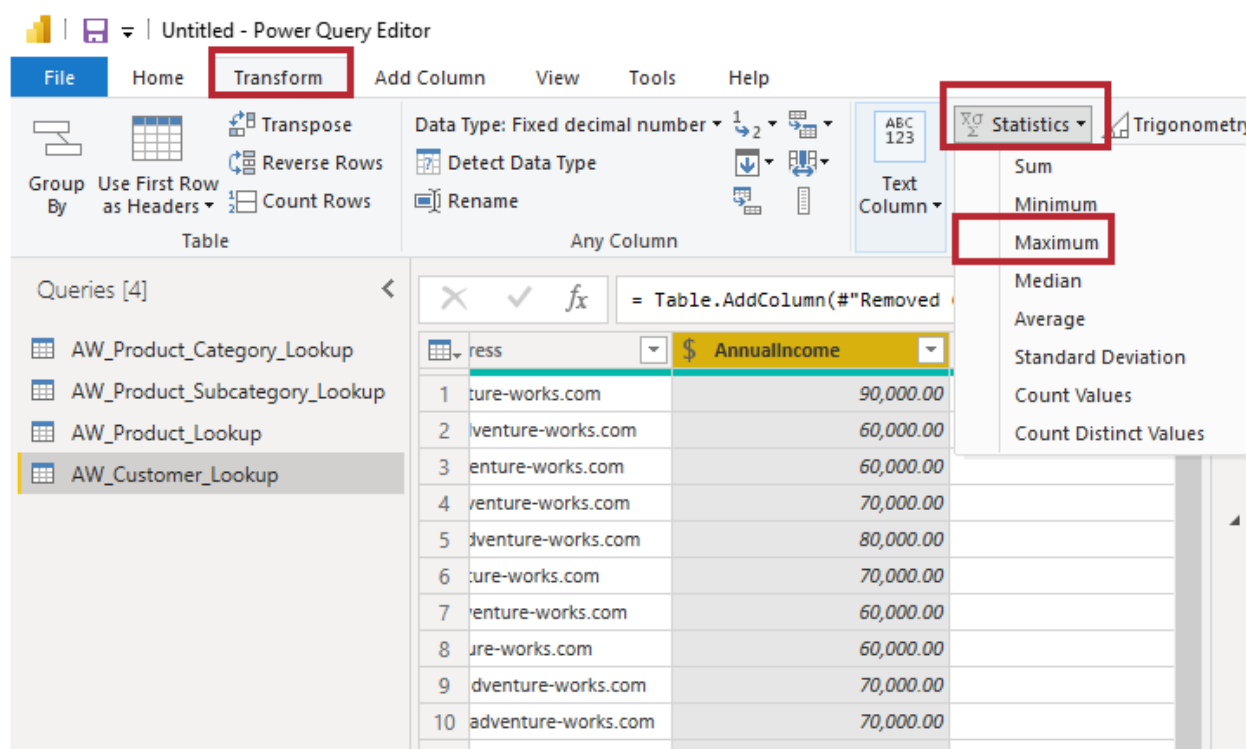 Untitled - Power Query Editor
File Home Transform Add Column View Tools Help
Group By
Use First Row as Headers
Transpose
Reverse Rows
Count Rows
Table
Data Type: Fixed decimal number
Detect Data Type
Rename
1 2
Any Column
ABC 123
Text Column
Statistics
Trigonometry
Sum
Minimum
Maximum
Median
Average
Standard Deviation
Count Values
Count Distinct Values
Queries [4]
AW_Product_Category_Lookup
AW_Product_Subcategory_Lookup
AW_Product_Lookup
AW_Customer_Lookup
fx = Table.AddColumn(#"Removed
ress $ AnnualIncome
1 ture-works.com 90,000.00
2 lventure-works.com 60,000.00
3 enture-works.com 60,000.00
4 venture-works.com 70,000.00
5 dventure-works.com 80,000.00
6 ture-works.com 70,000.00
7 venture-works.com 60,000.00
8 ure-works.com 60,000.00
9 dventure-works.com 70,000.00
10 adventure-works.com 70,000.00